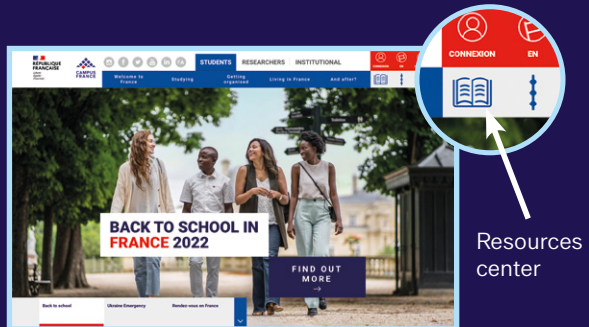 RÉPUBLIQUE
FRANÇAISE
CAMPUS
FRANCE
STUDENTS RESEARCHERS INSTITUTIONAL
CONNEXION EN
Welcome to
France
Studying
Getting
organised
Living in France
And after?
CONNEXION EN
BACK TO SCHOOL IN
FRANCE 2022
FIND OUT
MORE
→
Back to school Ukraine Emergency Rendez-vous en France
Resources
center